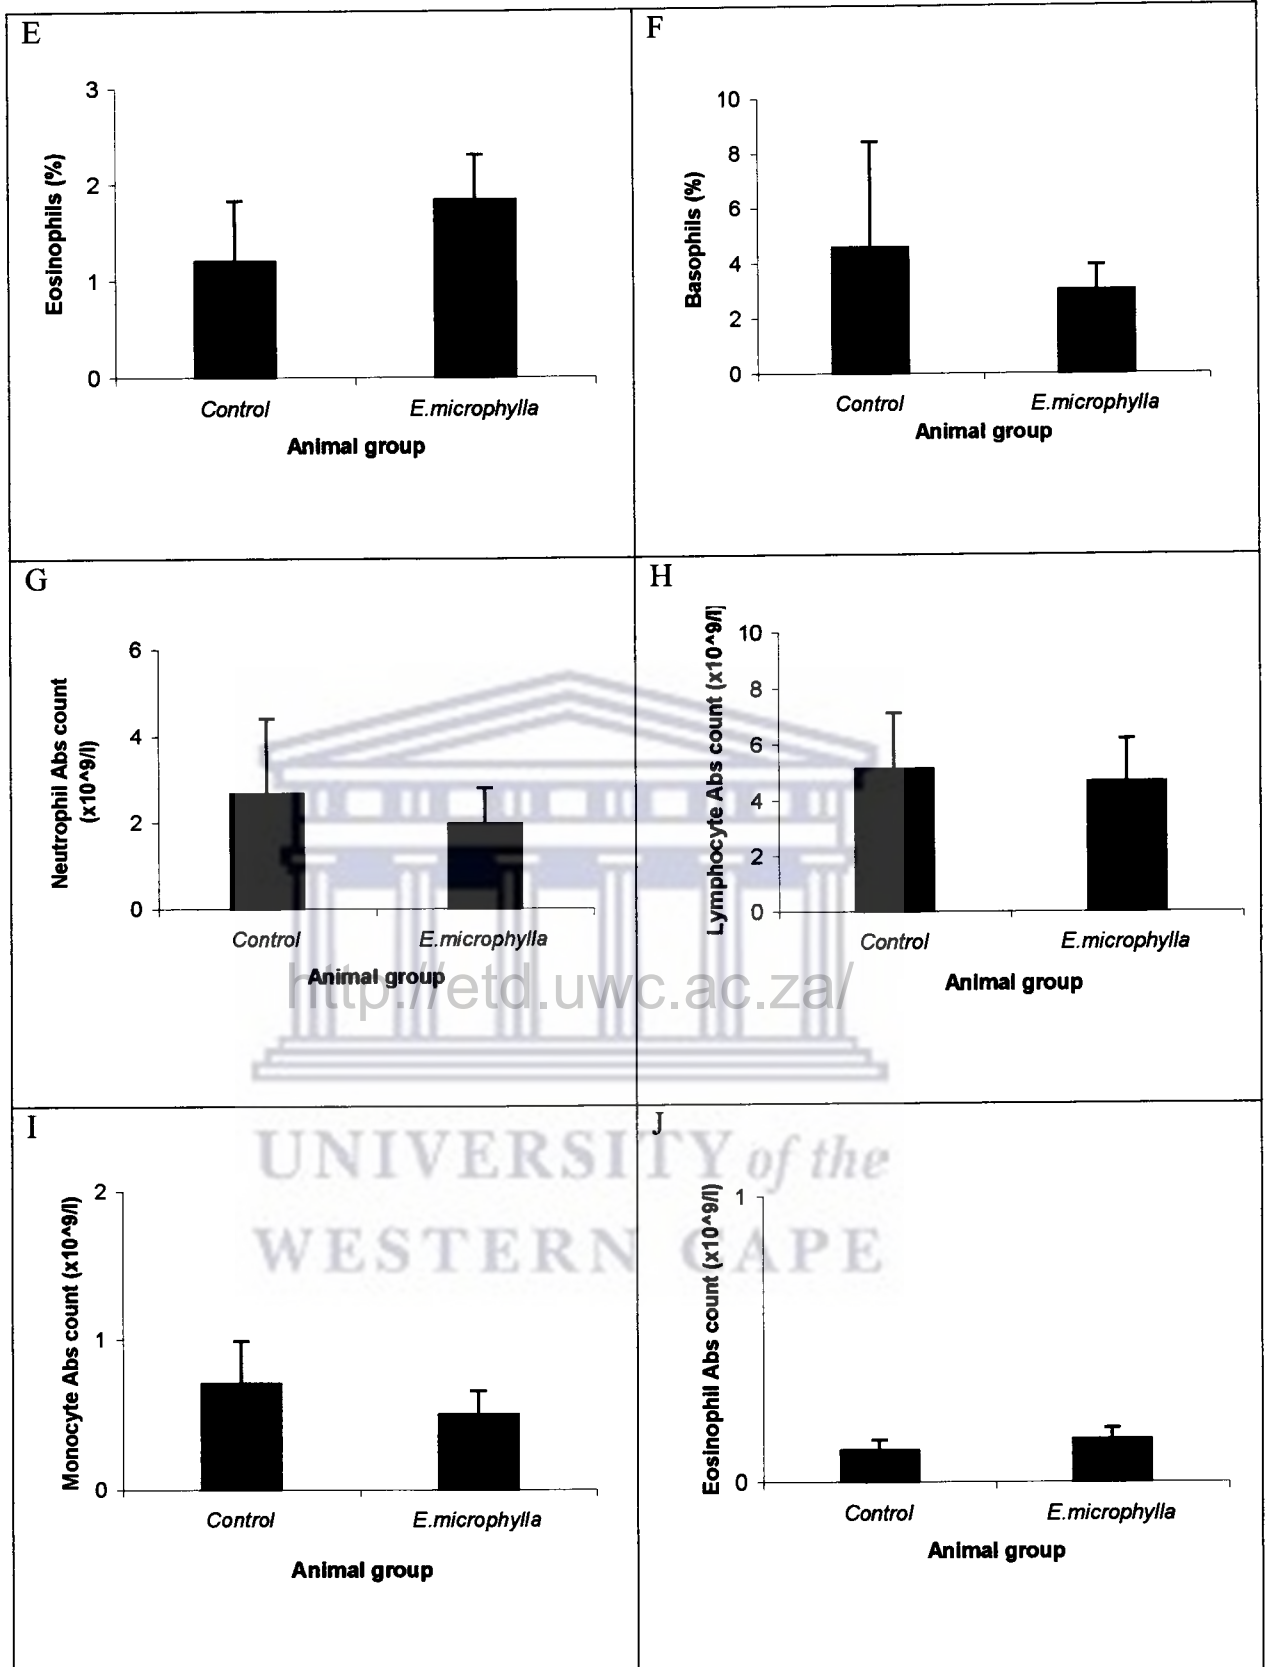 E
3
2
1
0
Eosinophils (%)
Control
E.microphylla
Animal group
F
10
8
6
4
2
0
Basophils (%)
Control
E.microphylla
Animal group
G
6
4
2
0
Neutrophil Abs count
(x10^9/l)
Control
E.microphylla
Animal group
H
10
8
6
4
2
0
Lymphocyte Abs count (x10^9/l)
Control
E.microphylla
Animal group
http://etd.uwc.ac.za/
I
2
1
0
Monocyte Abs count (x10^9/l)
Control
E.microphylla
Animal group
J
1
0
Eosinophil Abs count (x10^9/l)
Control
E.microphylla
Animal group
UNIVERSITY of the
WESTERN CAPE